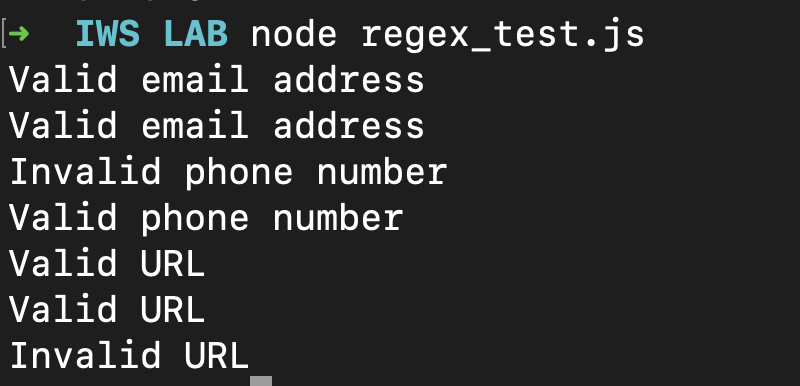 ➜ IWS LAB node regex_test.js
Valid email address
Valid email address
Invalid phone number
Valid phone number
Valid URL
Valid URL
Invalid URL